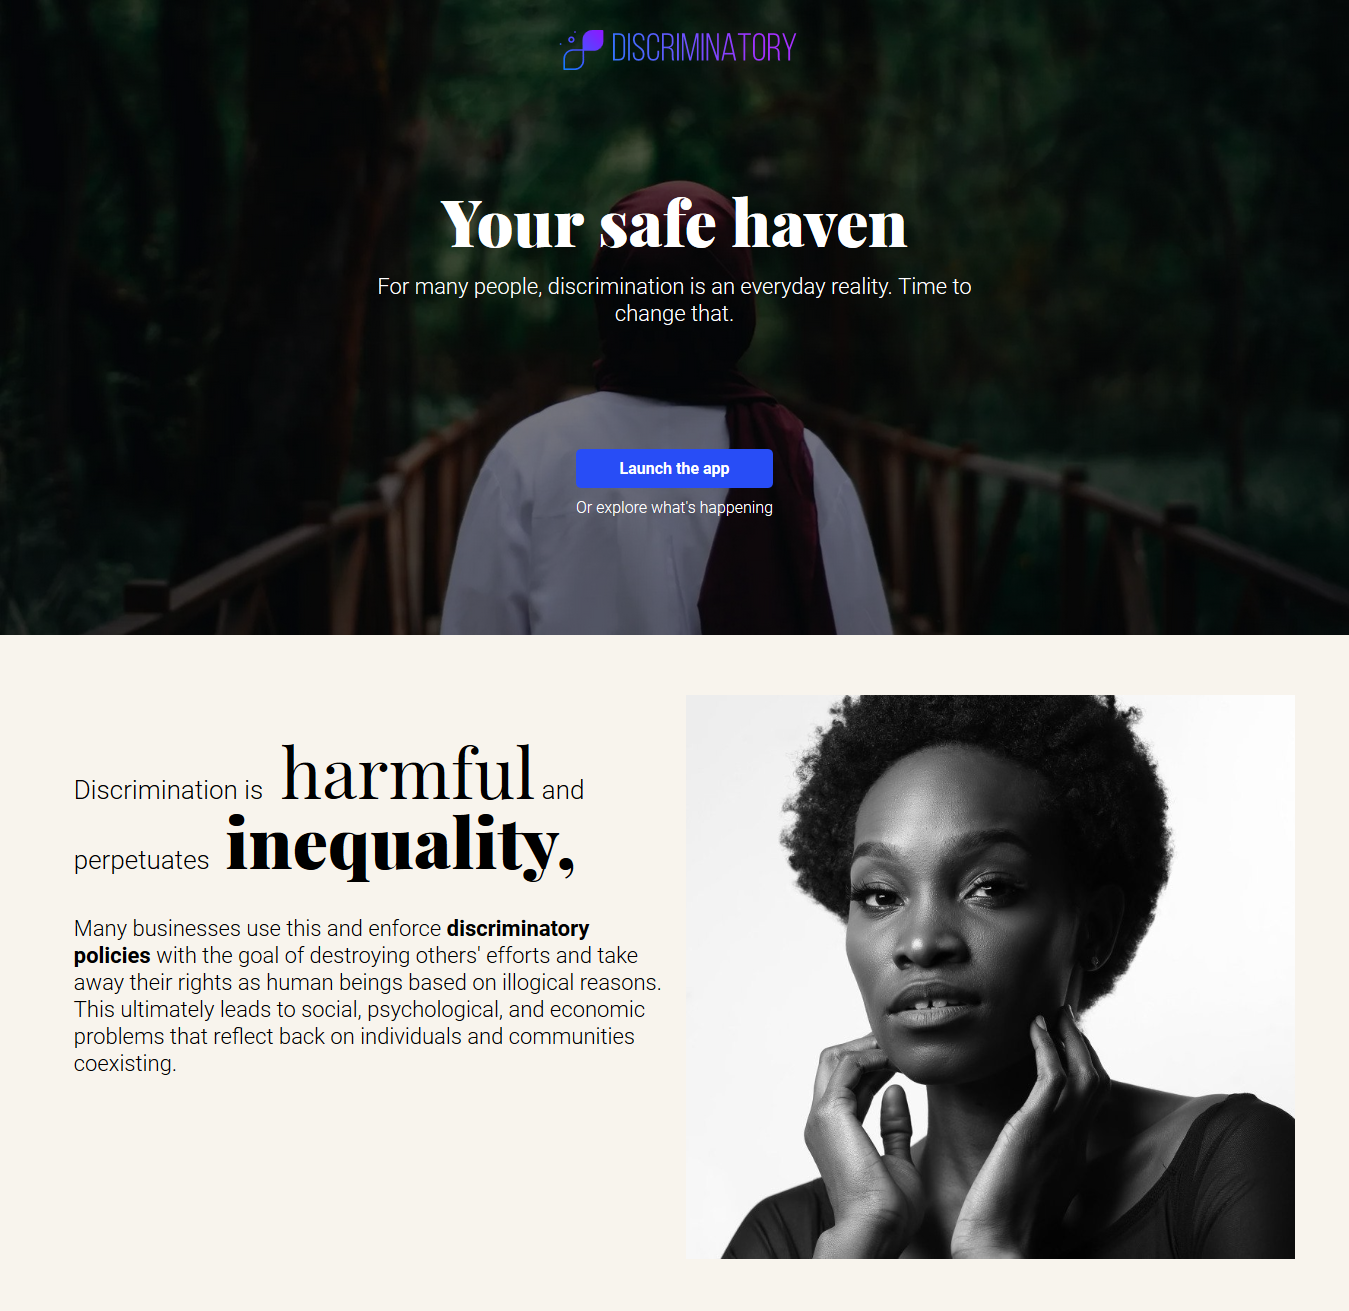 DISCRIMINATORY
Your safe haven
For many people, discrimination is an everyday reality. Time to
change that.
Launch the app
Or explore what's happening
Discrimination is harmful and
perpetuates inequality,
Many businesses use this and enforce discriminatory
policies with the goal of destroying others' efforts and take
away their rights as human beings based on illogical reasons.
This ultimately leads to social, psychological, and economic
problems that reflect back on individuals and communities
coexisting.